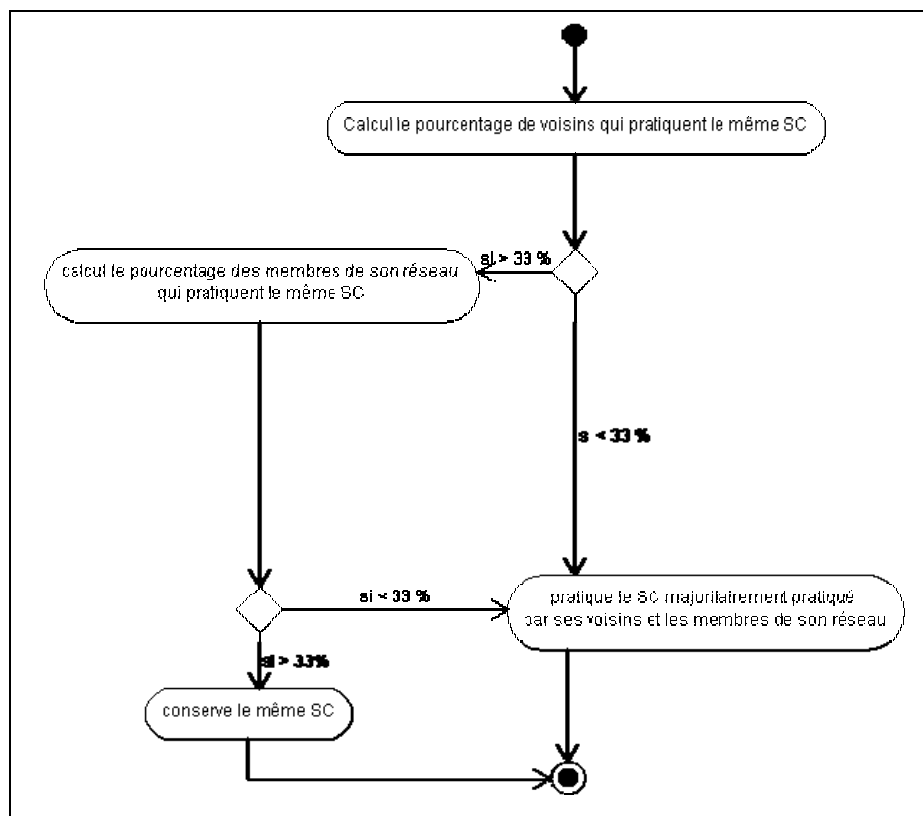 Calcul le pourcentage de voisins qui pratiquent le même SC
si > 33 %
calcul le pourcentage des membres de son réseau
qui pratiquent le même SC
s < 33 %
si < 33 %
pratique le SC majoritairement pratiqué
par ses voisins et les membres de son réseau
si > 33%
conserve le même SC